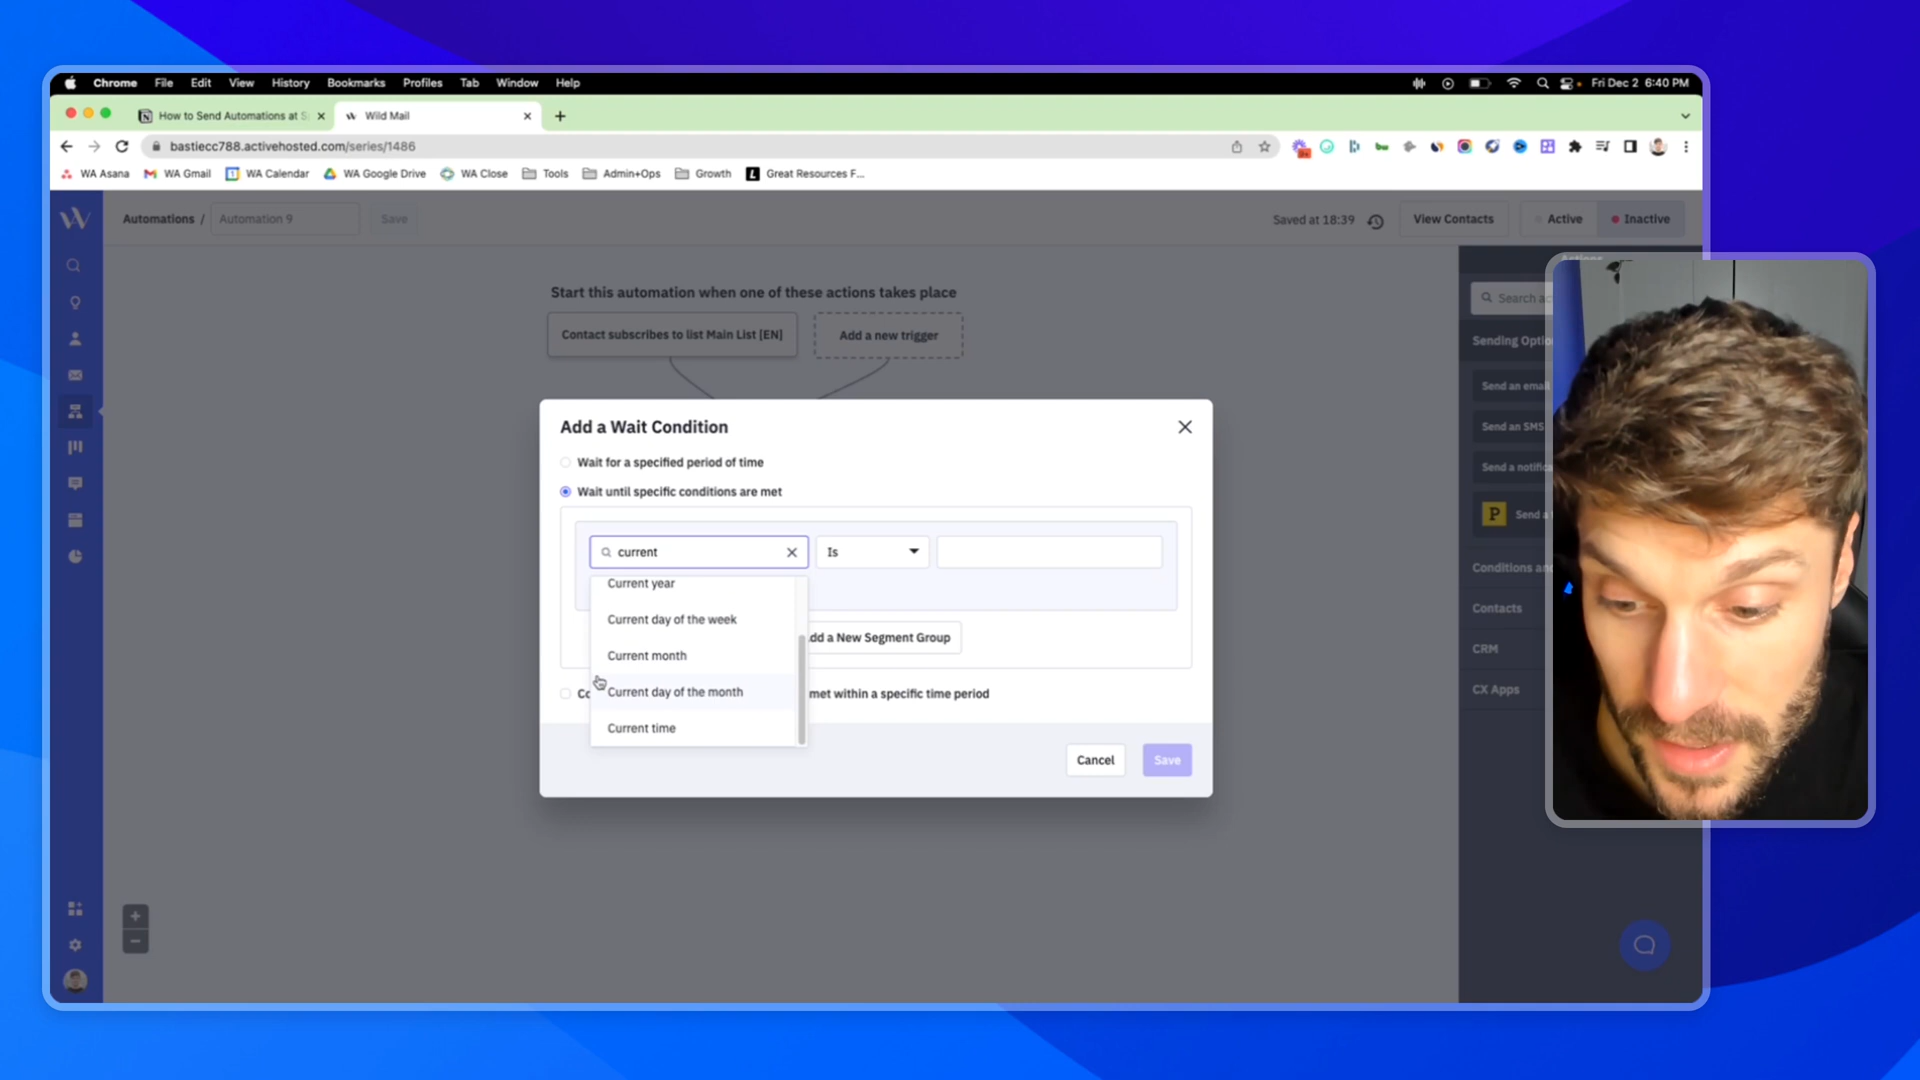 Chrome File Edit View History Bookmarks Profiles Tab Window Help Fri Dec 2 6:40 PM
How to Send Automations at S
Wild Mail
bastiecc788.activehosted.com/series/1486
WA Asana WA Gmail WA Calendar WA Google Drive WA Close Tools Admin+Ops Growth Great Resources F...
Automations / Automation 9 Save Saved at 18:39 View Contacts Active Inactive
Start this automation when one of these actions takes place
Contact subscribes to list Main List [EN] Add a new trigger
Search ac
Sending Optio
Send an email
Send an SMS
Send a notific
P Send a
Conditions an
Contacts
CRM
CX Apps
Add a Wait Condition
Wait for a specified period of time
Wait until specific conditions are met
current Is
Current year
Current day of the week
dd a New Segment Group
Current month
Current day of the month
Co met within a specific time period
Current time
Cancel Save